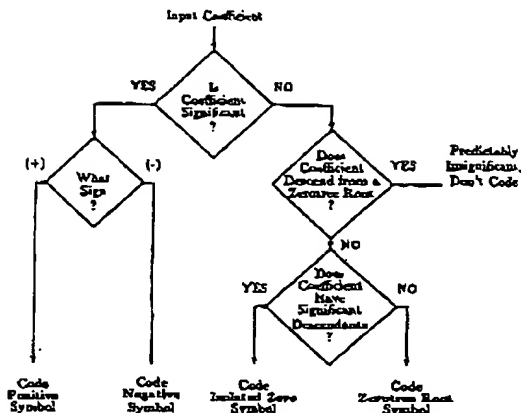 Input Coefficient
YES
Is
Coefficient
Significant
?
NO
(+)
What
Sign
?
(-)
Does
Coefficient
Descend from a
Zerotree Root
?
YES
Predictably
Insignificant,
Don't Code
NO
YES
Does
Coefficient
Have
Significant
Descendants
?
NO
Code
Positive
Symbol
Code
Negative
Symbol
Code
Isolated Zero
Symbol
Code
Zerotree Root
Symbol